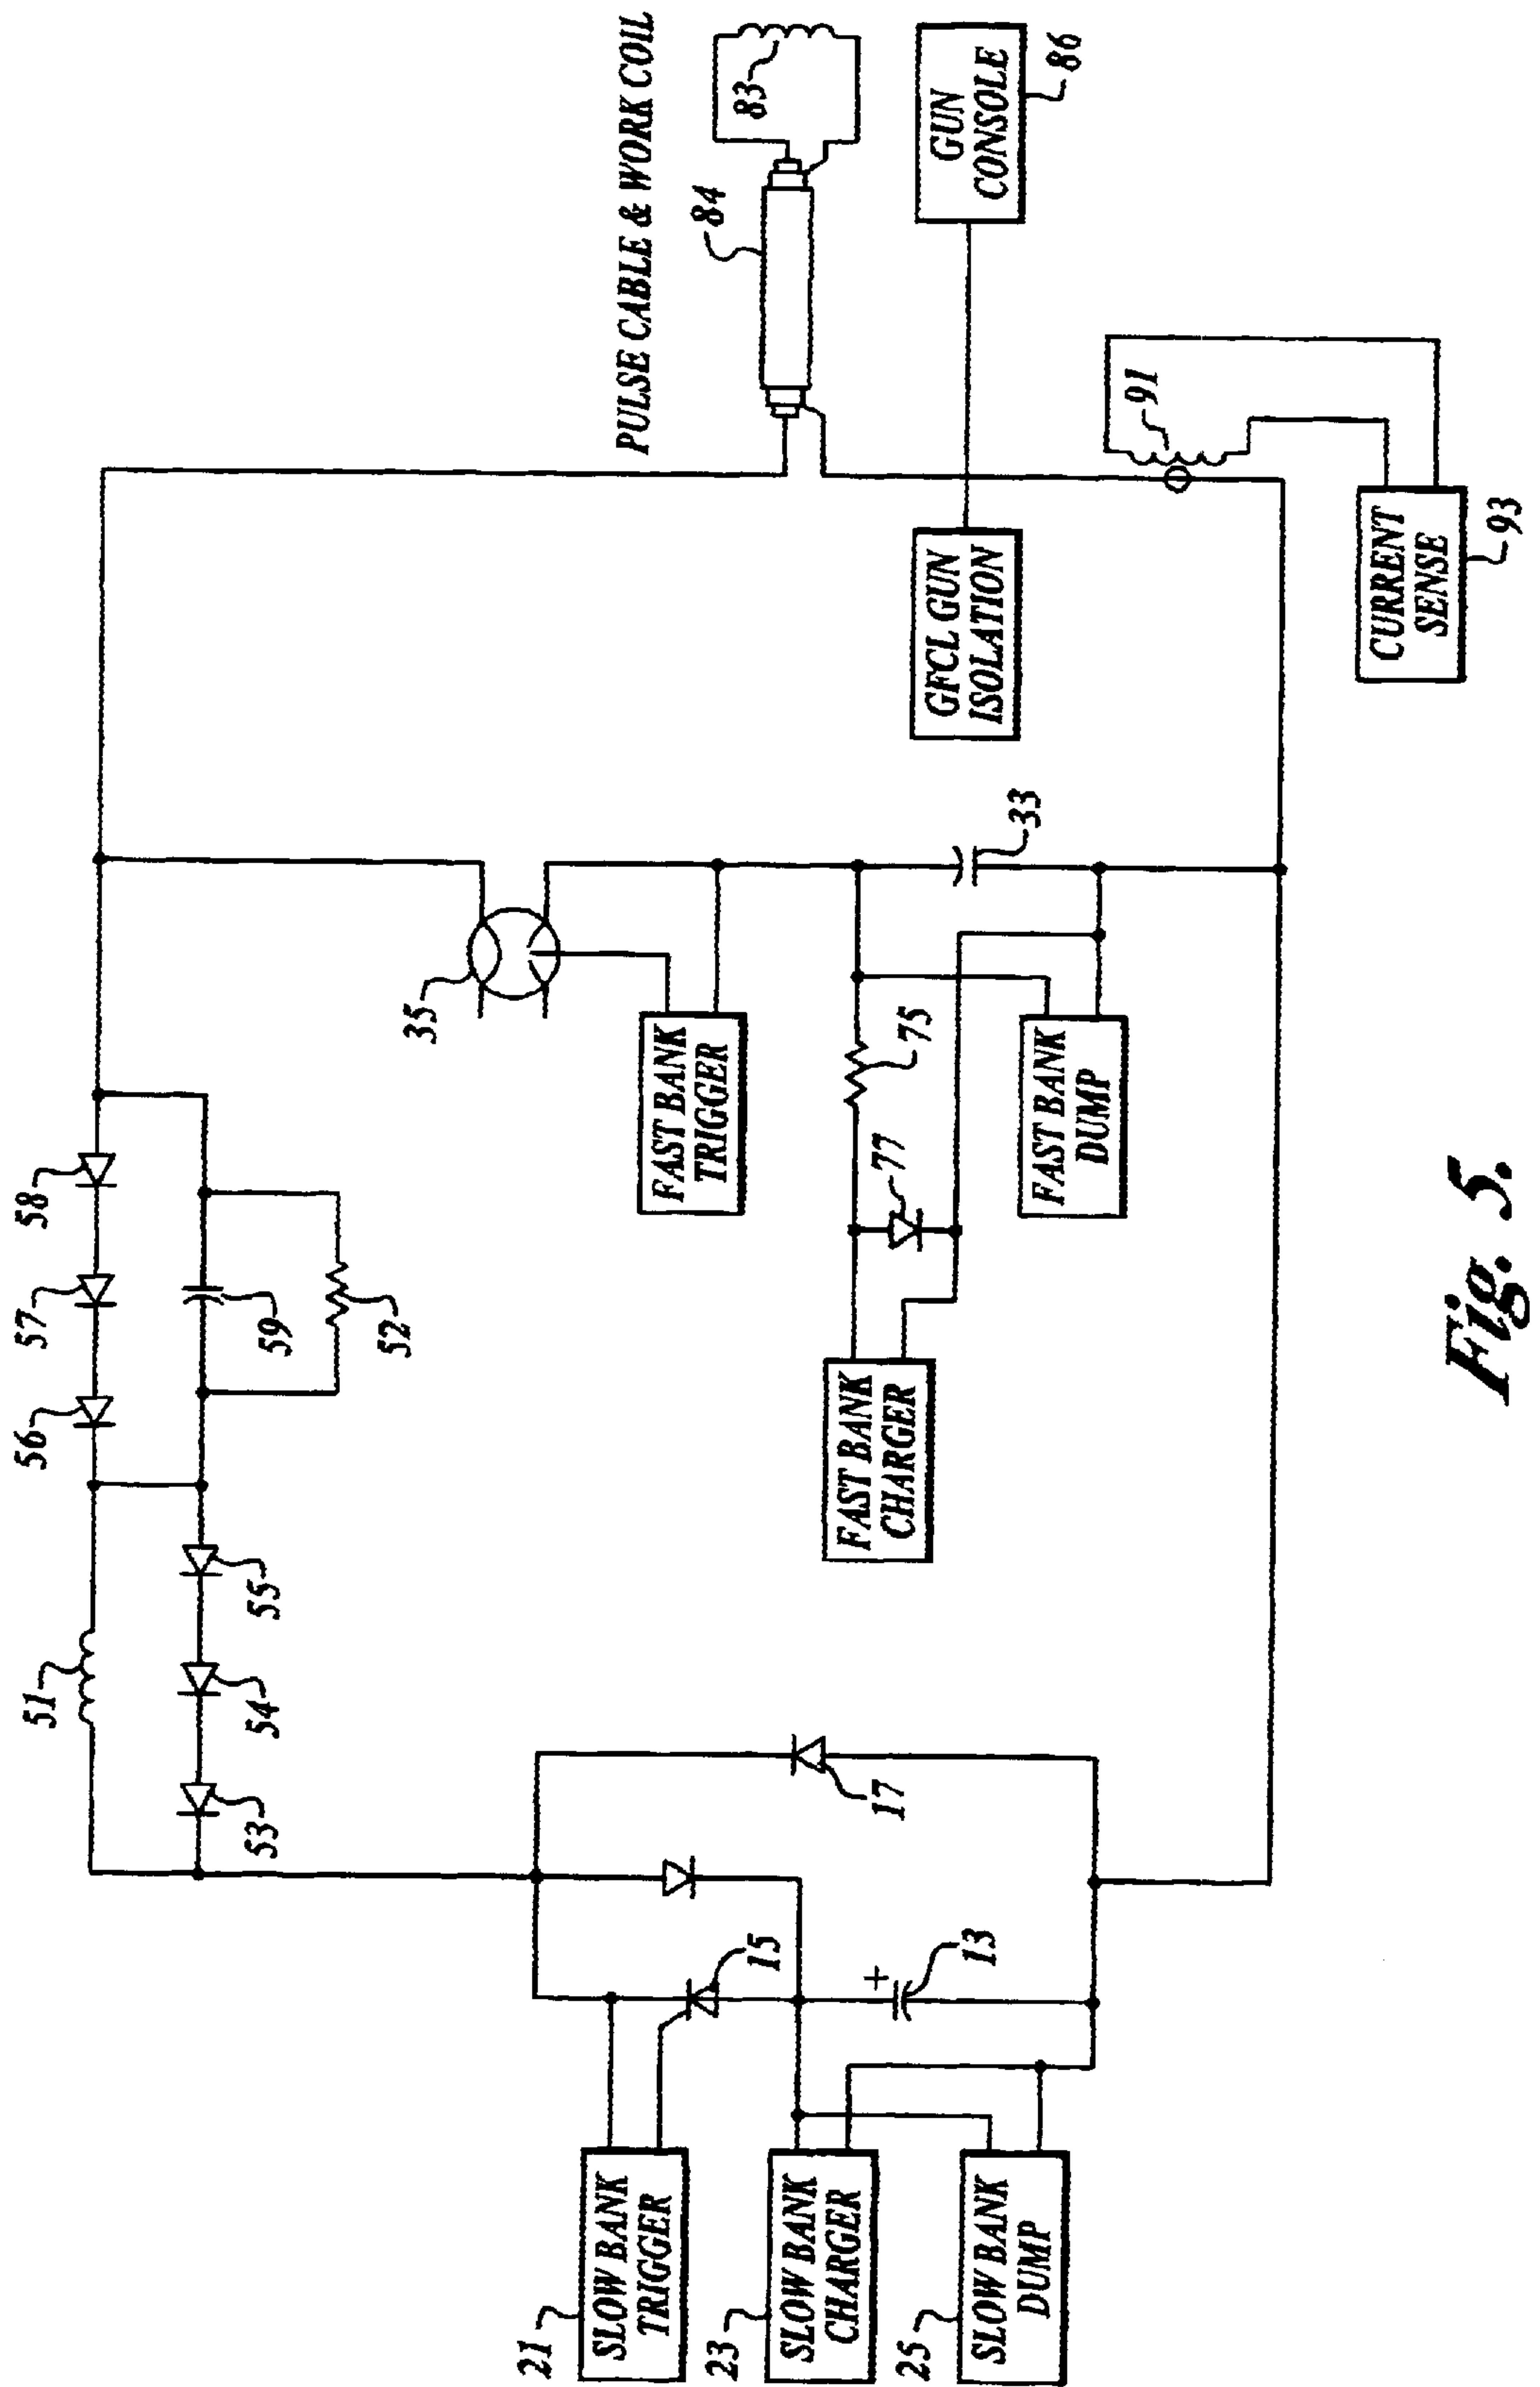 51
56
57
58
53
54
55
59
52
PULSE CABLE & WORK COIL
84
83
35
21
SLOW BANK
TRIGGER
15
17
FAST BANK
TRIGGER
23
SLOW BANK
CHARGER
+
13
FAST BANK
CHARGER
77
75
33
GFCL GUN
ISOLATION
GUN
CONSOLE
86
25
SLOW BANK
DUMP
FAST BANK
DUMP
91
CURRENT
SENSE
93
Fig. 5.